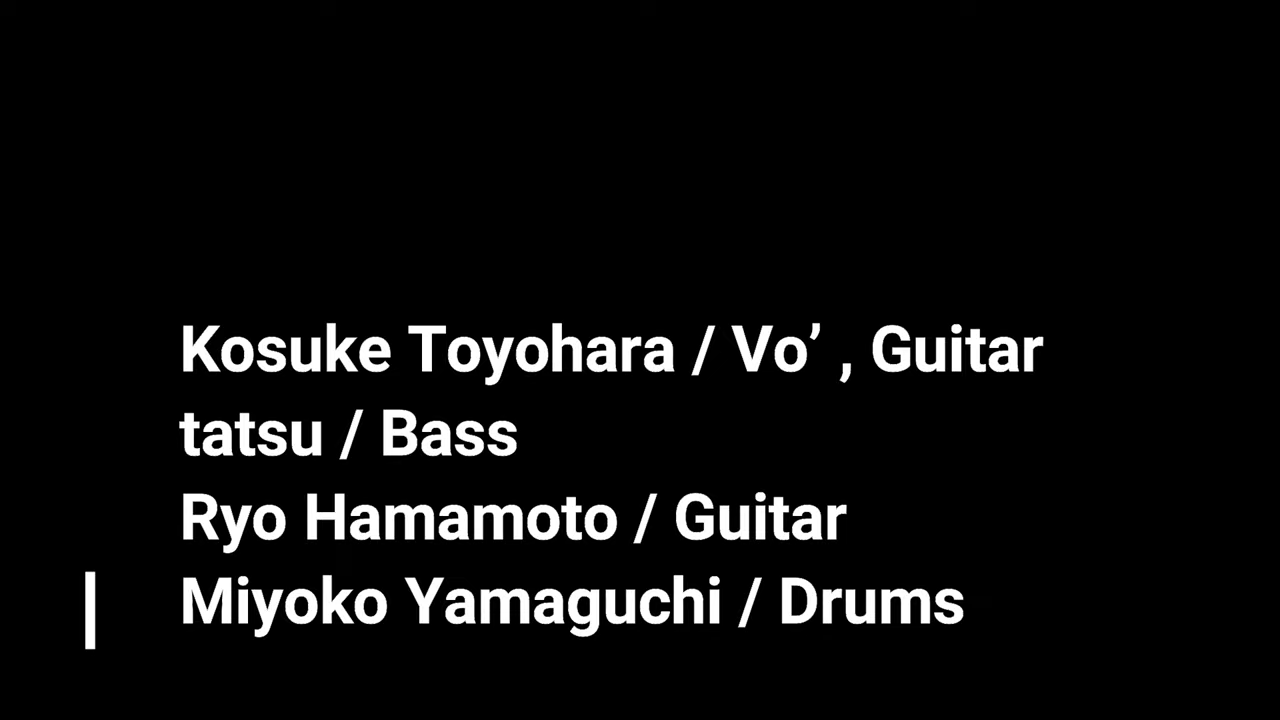 Kosuke Toyohara / Vo’ , Guitar
tatsu / Bass
Ryo Hamamoto / Guitar
Miyoko Yamaguchi / Drums